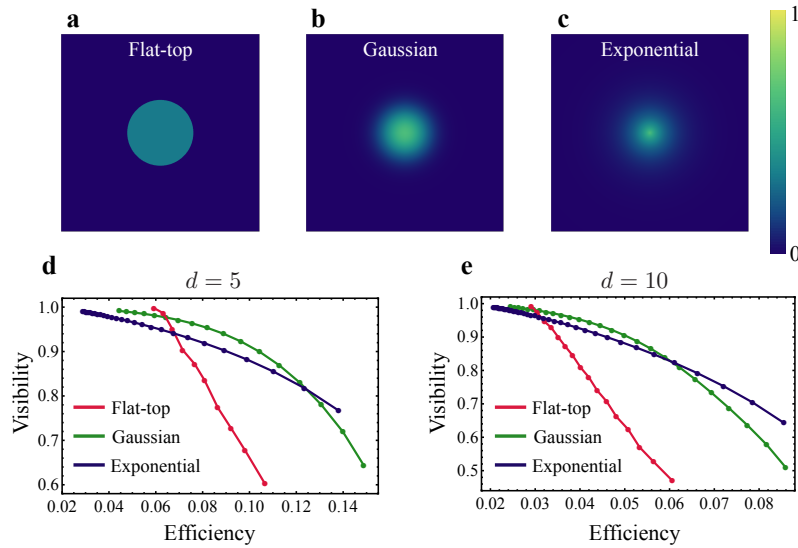 a b c 1
Flat-top Gaussian Exponential
0
d e
d = 5 d = 10
1.0 1.0
0.9 0.9
0.8 0.8
0.7 0.7
0.6 0.6
0.5
Visibility Visibility
Flat-top Flat-top
Gaussian Gaussian
Exponential Exponential
0.02 0.04 0.06 0.08 0.10 0.12 0.14 0.02 0.03 0.04 0.05 0.06 0.07 0.08
Efficiency Efficiency